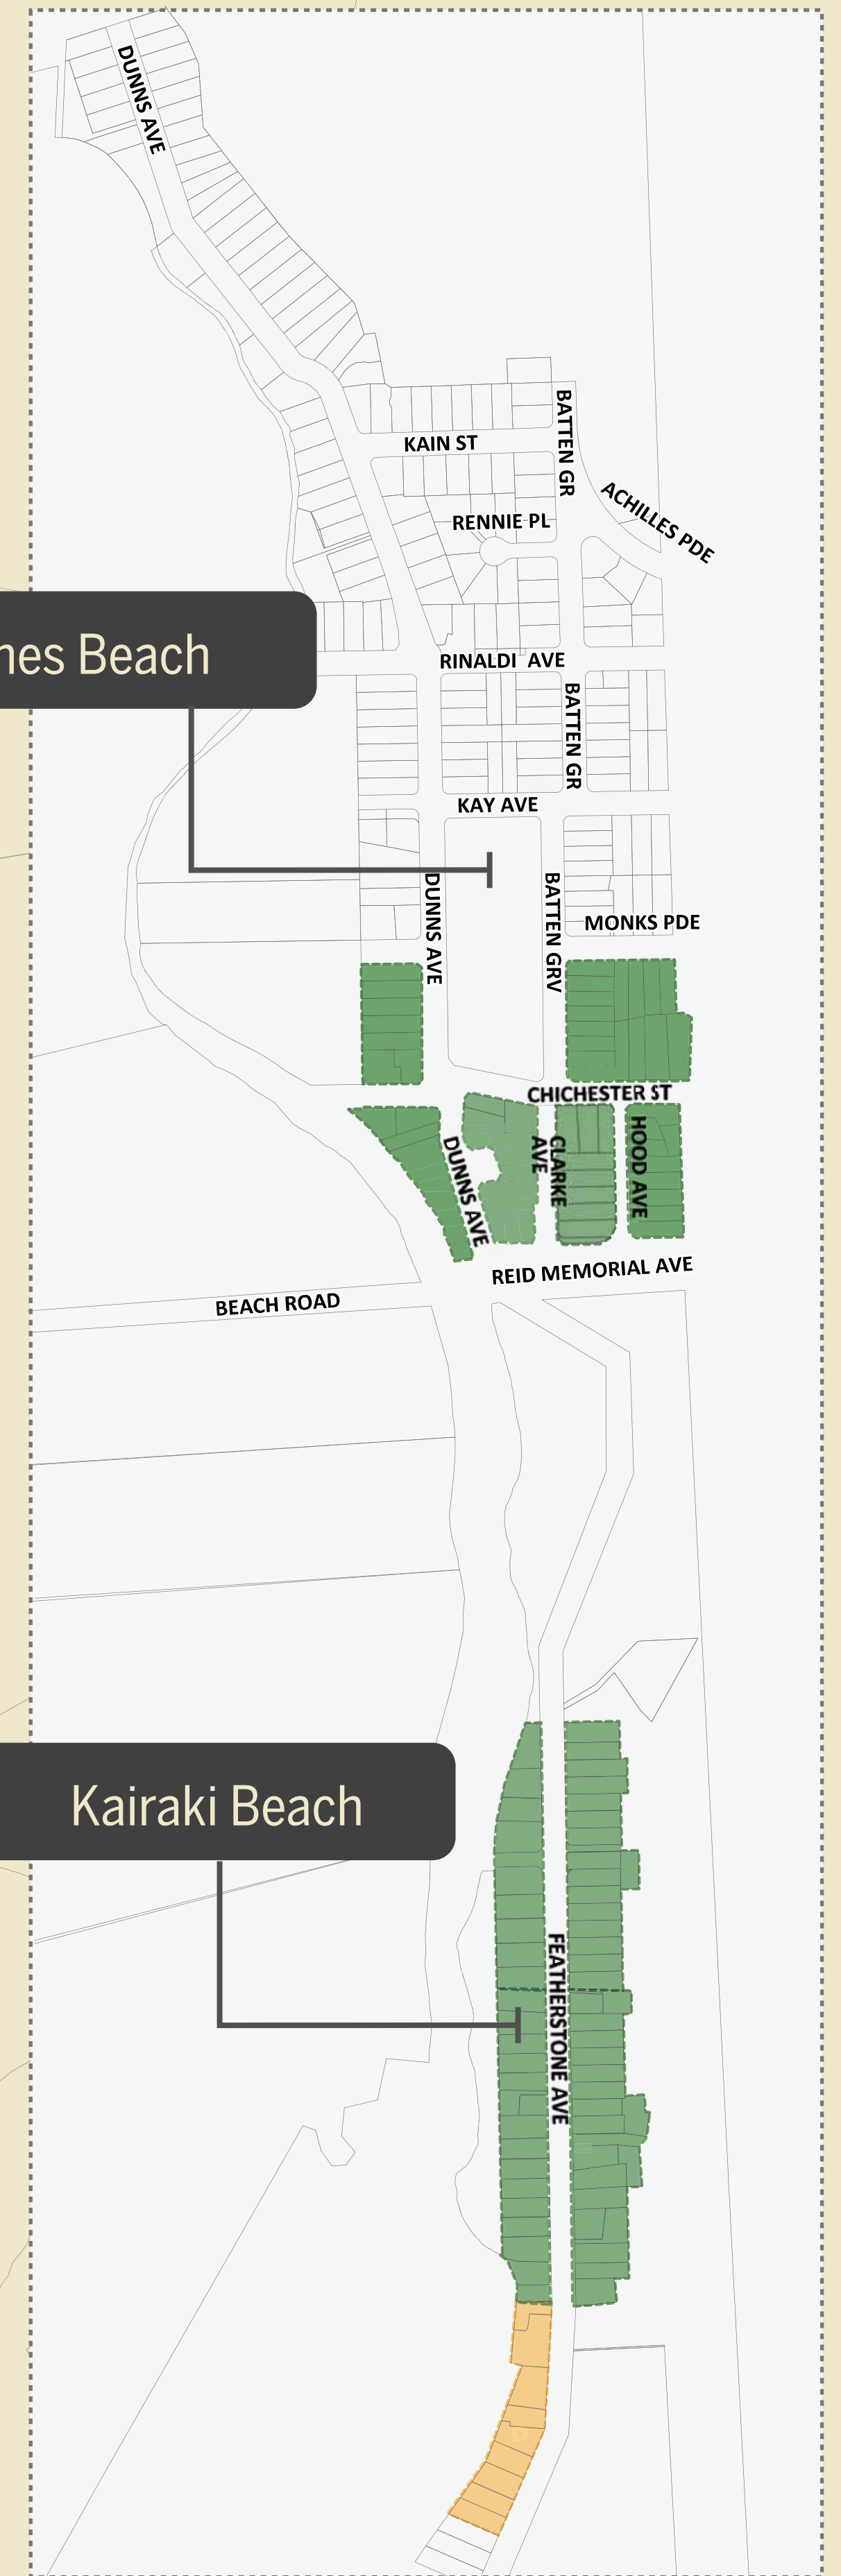 DUNNS AVE
KAIN ST
BATTEN GR
ACHILLES PDE
RENNIE PL
nes Beach
RINALDI AVE
BATTEN GR
KAY AVE
DUNNS AVE
BATTEN GRV
MONKS PDE
CHICHESTER ST
DUNNS AVE
CLARKE
AVE
HOOD AVE
REID MEMORIAL AVE
BEACH ROAD
Kairaki Beach
FEATHERSTONE AVE